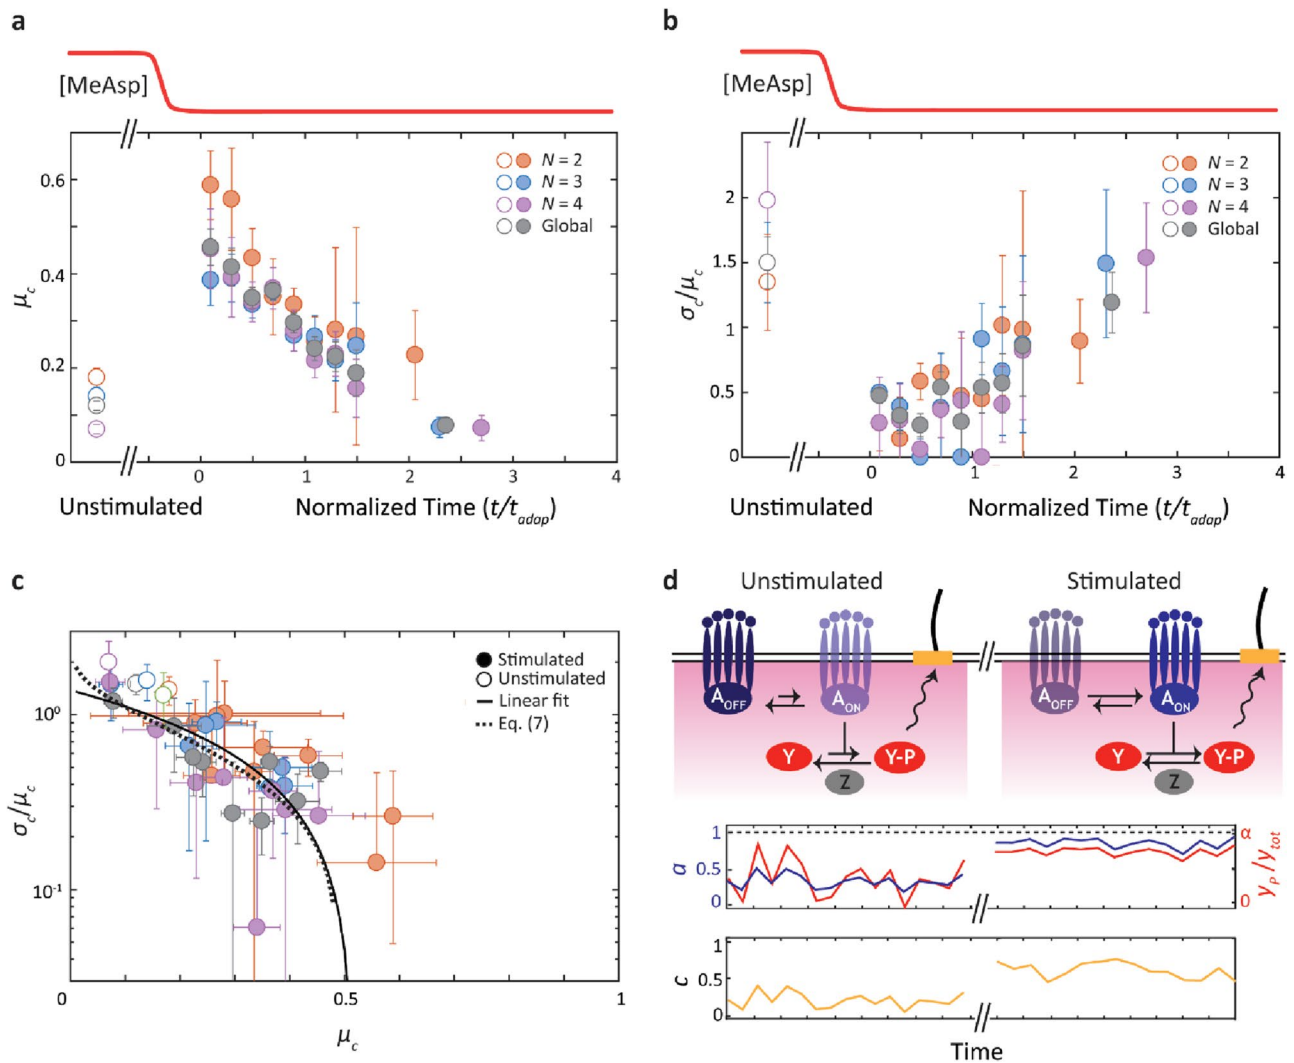 a
[MeAsp]
0.6
0.4
0.2
0
μc
N = 2
N = 3
N = 4
Global
0 1 2 3 4
Unstimulated
Normalized Time (t/tadap)
b
[MeAsp]
2
1.5
1
0.5
0
σc/μc
N = 2
N = 3
N = 4
Global
0 1 2 3 4
Unstimulated
Normalized Time (t/tadap)
c
10⁰
10⁻¹
σc/μc
Stimulated
Unstimulated
Linear fit
Eq. (7)
0 0.5 1
μc
d
Unstimulated
Stimulated
AOFF AON
AOFF AON
Y Y-P
Y Y-P
Z
Z
1
0.5
0
a
α
0
yP/ytot
1
0.5
0
c
Time